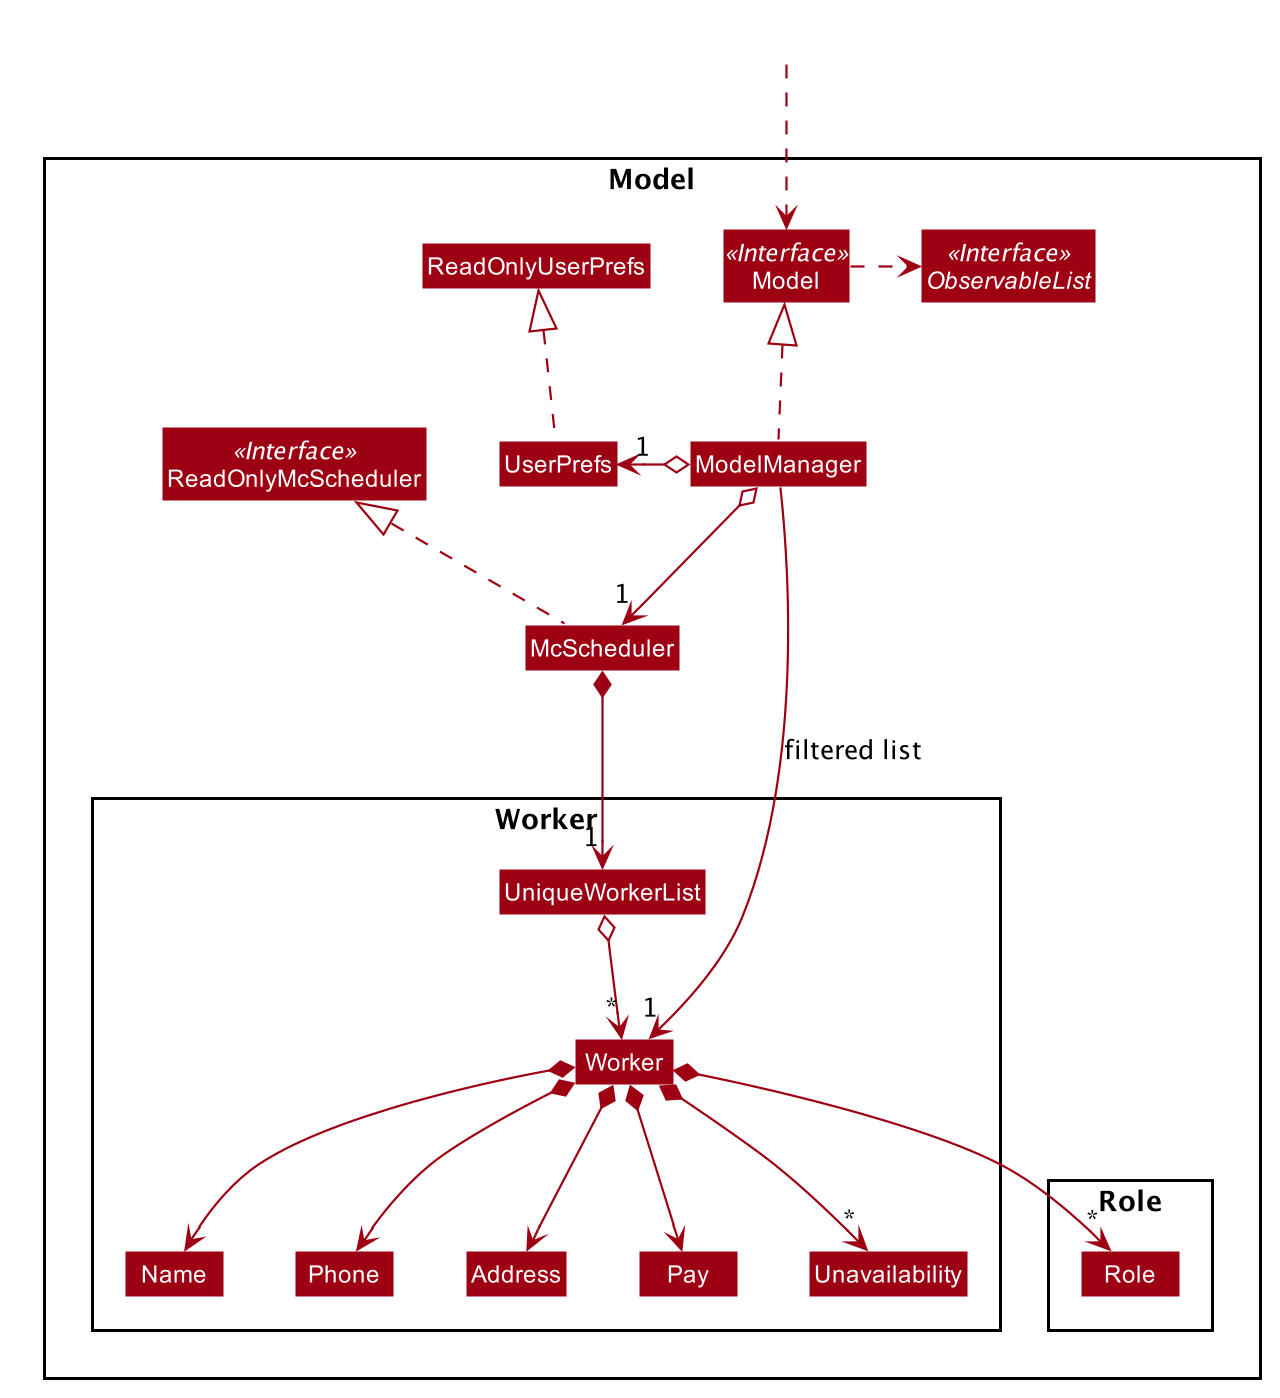 Model
«Interface»
Model
«Interface»
ObservableList
ReadOnlyUserPrefs
«Interface»
ReadOnlyMcScheduler
UserPrefs
1
ModelManager
1
McScheduler
filtered list
Worker
1
UniqueWorkerList
*
1
Worker
Role
*
*
Name
Phone
Address
Pay
Unavailability
Role